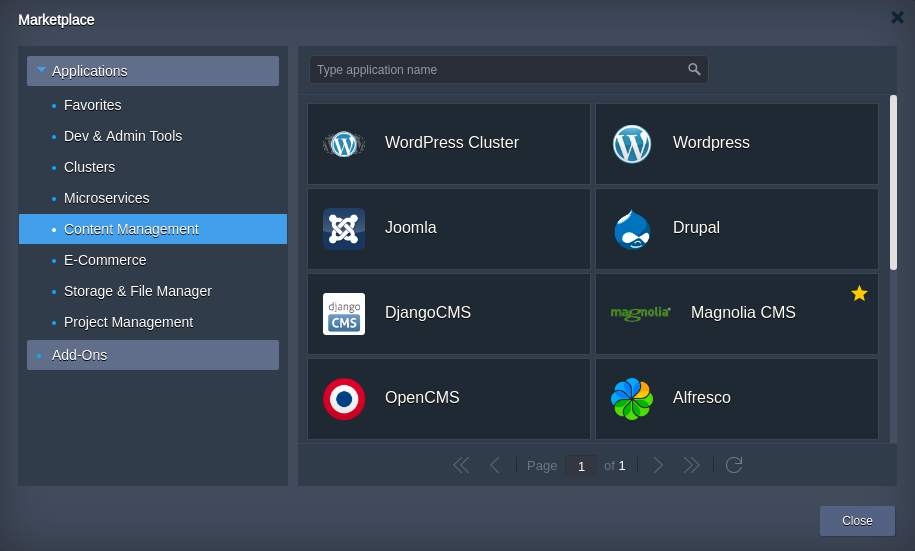 Marketplace
Applications
Favorites
Dev & Admin Tools
Clusters
Microservices
Content Management
E-Commerce
Storage & File Manager
Project Management
Add-Ons
Type application name
WordPress Cluster
Wordpress
Joomla
Drupal
django
CMS
DjangoCMS
magnolia
Magnolia CMS
OpenCMS
Alfresco
Page 1 of 1
Close